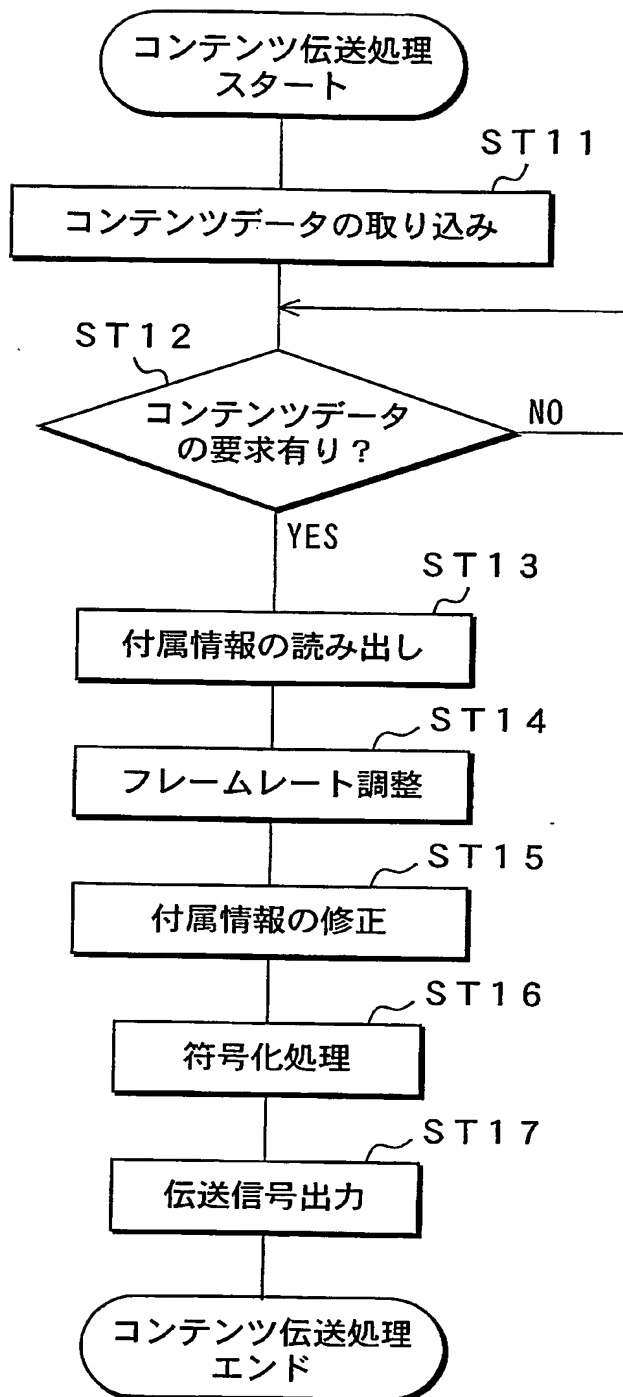 コンテンツ伝送処理
スタート
ST11
コンテンツデータの取り込み
ST12
コンテンツデータ
の要求有り？
NO
YES
ST13
付属情報の読み出し
ST14
フレームレート調整
ST15
付属情報の修正
ST16
符号化処理
ST17
伝送信号出力
コンテンツ伝送処理
エンド